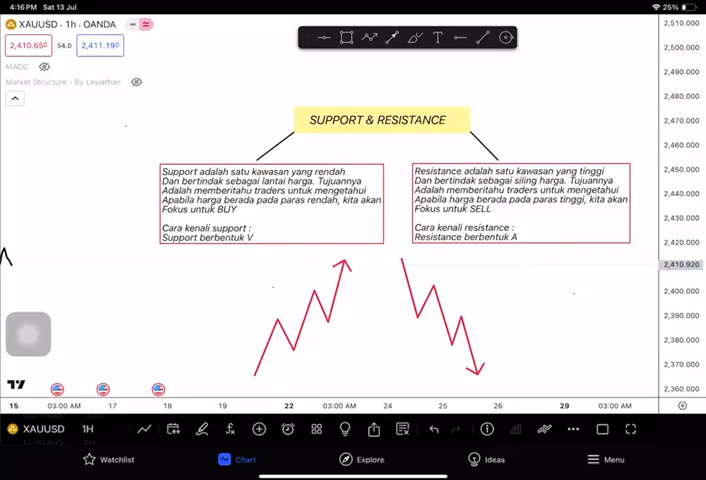 4:16 PM Sat 13 Jul
25%
XAUUSD · 1h · OANDA
2,410.650
54.0
2,411.190
MADC
Market Structure - By Leviathan
SUPPORT & RESISTANCE
Support adalah satu kawasan yang rendah
Dan bertindak sebagai lantai harga. Tujuannya
Adalah memberitahu traders untuk mengetahui
Apabila harga berada pada paras rendah, kita akan
Fokus untuk BUY
Cara kenali support :
Support berbentuk V
Resistance adalah satu kawasan yang tinggi
Dan bertindak sebagai siling harga. Tujuannya
Adalah memberitahu traders untuk mengetahui
Apabila harga berada pada paras tinggi, kita akan
Fokus untuk SELL
Cara kenali resistance :
Resistance berbentuk A
2,510.000
2,500.000
2,490.000
2,480.000
2,470.000
2,460.000
2,450.000
2,440.000
2,430.000
2,420.000
2,410.920
2,400.000
2,390.000
2,380.000
2,370.000
2,360.000
15
03:00 AM
17
18
19
22
03:00 AM
24
25
26
29
03:00 AM
XAUUSD
1H
Watchlist
Chart
Explore
Ideas
Menu